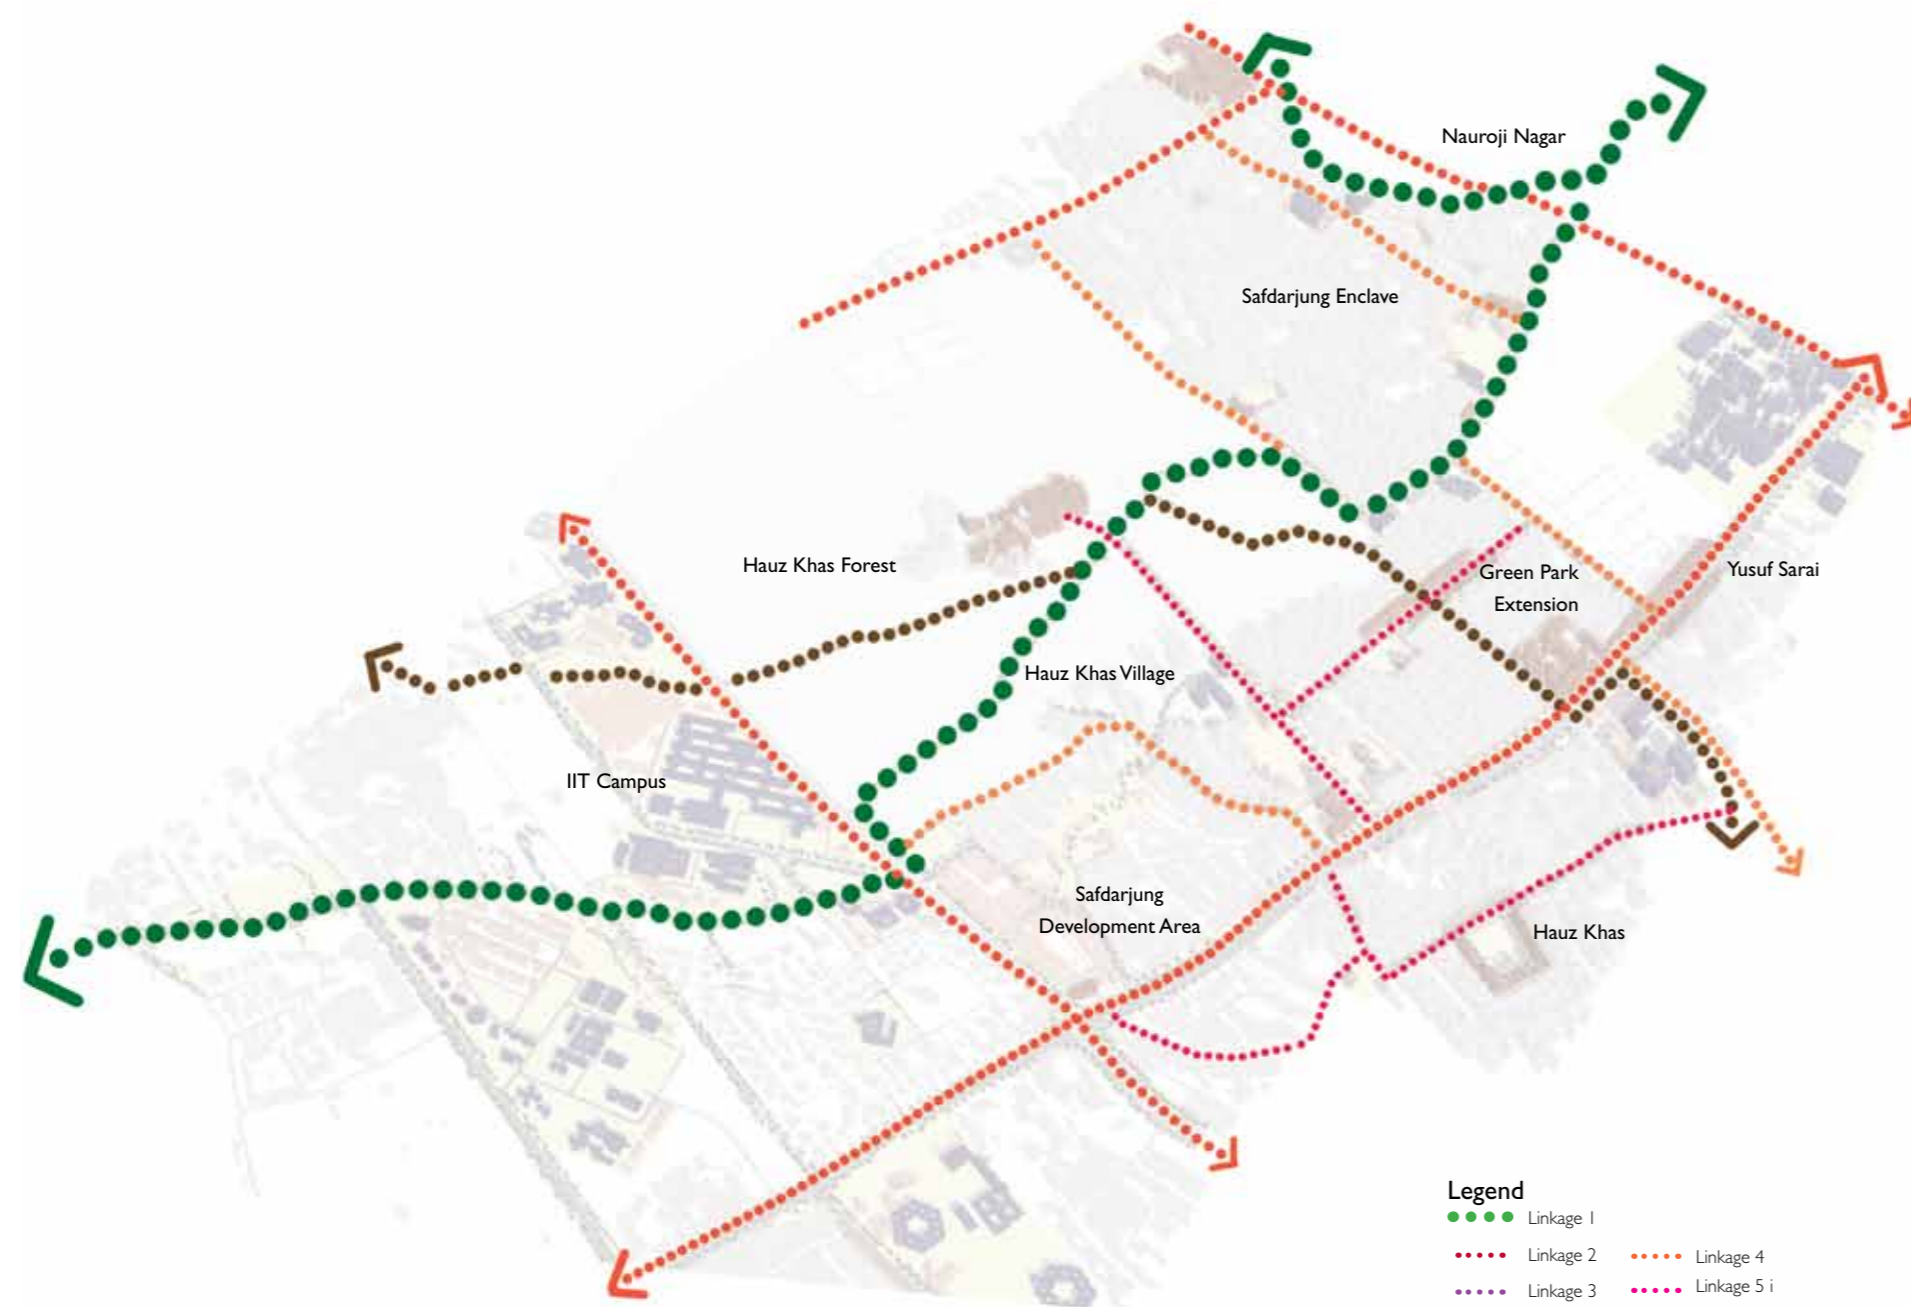 Nauroji Nagar
Safdarjung Enclave
Hauz Khas Forest
Green Park
Extension
Yusuf Sarai
Hauz Khas Village
IIT Campus
Safdarjung
Development Area
Hauz Khas
Legend
Linkage 1
Linkage 2
Linkage 4
Linkage 3
Linkage 5 i